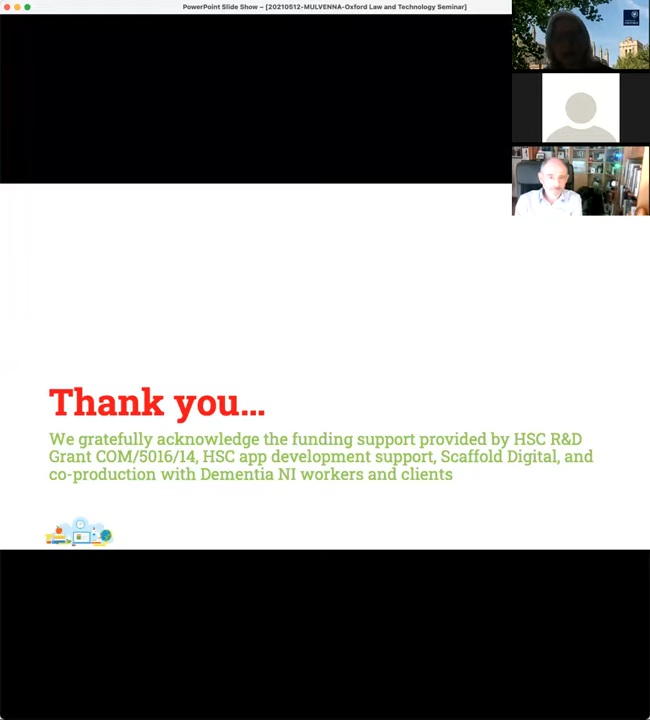 PowerPoint Slide Show – [20210512-MULVENNA-Oxford Law and Technology Seminar]
Thank you...
We gratefully acknowledge the funding support provided by HSC R&D
Grant COM/5016/14, HSC app development support, Scaffold Digital, and
co-production with Dementia NI workers and clients